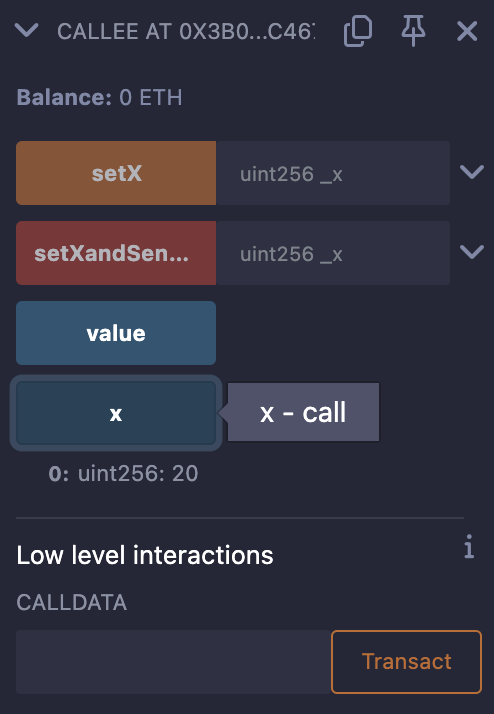 CALLEE AT 0X3B0...C467
Balance: 0 ETH
setX uint256 _x
setXandSen... uint256 _x
value
x x - call
0: uint256: 20
Low level interactions i
CALLDATA
Transact